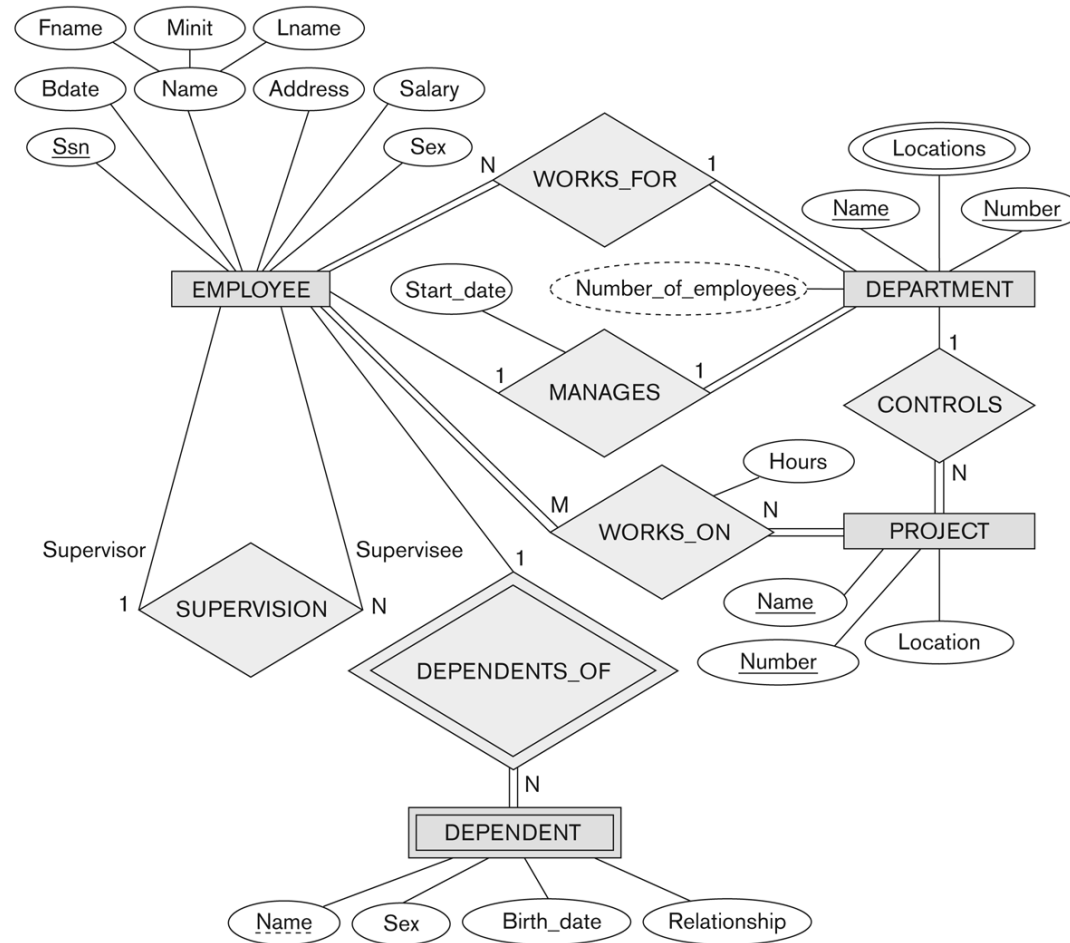 Fname
Minit
Lname
Bdate
Name
Address
Salary
Ssn
Sex
N
WORKS_FOR
1
Locations
Name
Number
EMPLOYEE
Start_date
Number_of_employees
DEPARTMENT
1
MANAGES
1
1
CONTROLS
N
Hours
M
WORKS_ON
N
PROJECT
Supervisor
Supervisee
1
SUPERVISION
N
1
Name
Number
Location
DEPENDENTS_OF
N
DEPENDENT
Name
Sex
Birth_date
Relationship